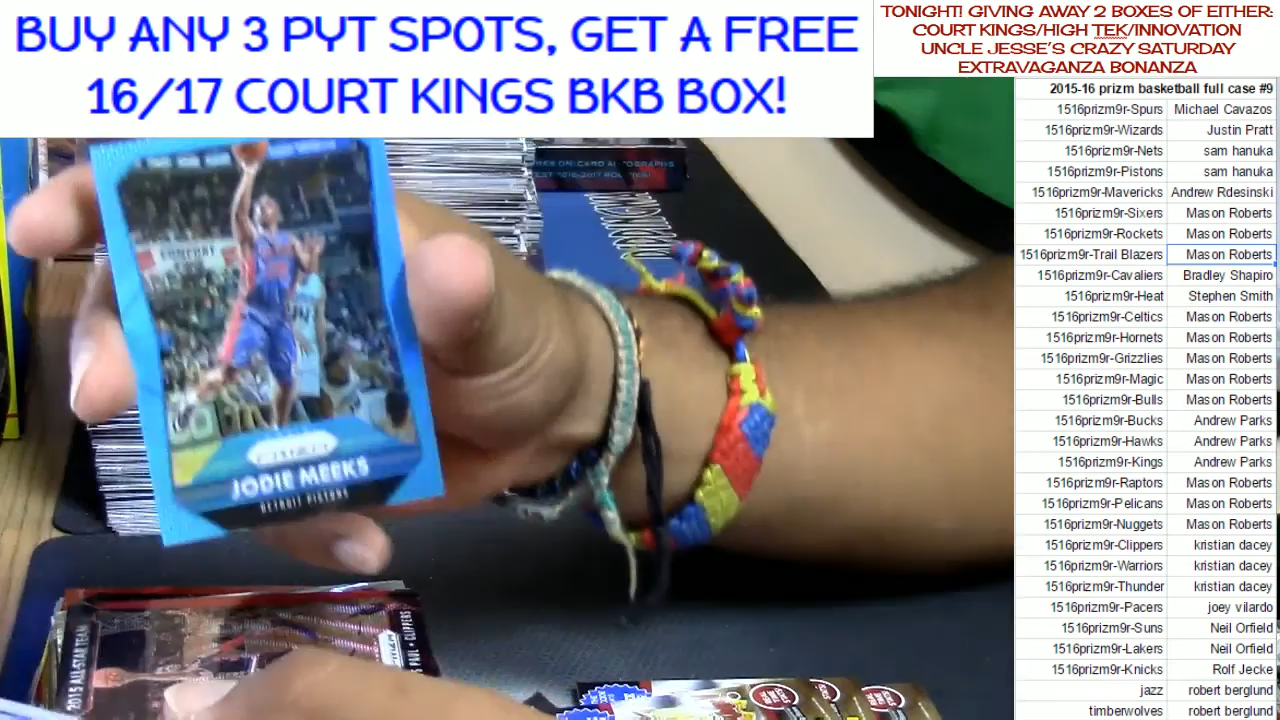 BUY ANY 3 PYT SPOTS, GET A FREE
16/17 COURT KINGS BKB BOX!
TONIGHT! GIVING AWAY 2 BOXES OF EITHER:
COURT KINGS/HIGH TEK/INNOVATION
UNCLE JESSE'S CRAZY SATURDAY
EXTRAVAGANZA BONANZA
2015-16 prizm basketball full case #9
1516prizm9r-Spurs Michael Cavazos
1516prizm9r-Wizards Justin Pratt
1516prizm9r-Nets sam hanuka
1516prizm9r-Pistons sam hanuka
1516prizm9r-Mavericks Andrew Rdesinski
1516prizm9r-Sixers Mason Roberts
1516prizm9r-Rockets Mason Roberts
1516prizm9r-Trail Blazers Mason Roberts
1516prizm9r-Cavaliers Bradley Shapiro
1516prizm9r-Heat Stephen Smith
1516prizm9r-Celtics Mason Roberts
1516prizm9r-Hornets Mason Roberts
1516prizm9r-Grizzlies Mason Roberts
1516prizm9r-Magic Mason Roberts
1516prizm9r-Bulls Mason Roberts
1516prizm9r-Bucks Andrew Parks
1516prizm9r-Hawks Andrew Parks
1516prizm9r-Kings Andrew Parks
1516prizm9r-Raptors Mason Roberts
1516prizm9r-Pelicans Mason Roberts
1516prizm9r-Nuggets Mason Roberts
1516prizm9r-Clippers kristian dacey
1516prizm9r-Warriors kristian dacey
1516prizm9r-Thunder kristian dacey
1516prizm9r-Pacers joey vilardo
1516prizm9r-Suns Neil Orfield
1516prizm9r-Lakers Neil Orfield
1516prizm9r-Knicks Rolf Jecke
jazz robert berglund
timberwolves robert berglund
JODIE MEEKS
DETROIT PISTONS
2015 ALL-STAR TEAM
PAUL • CLIPPERS